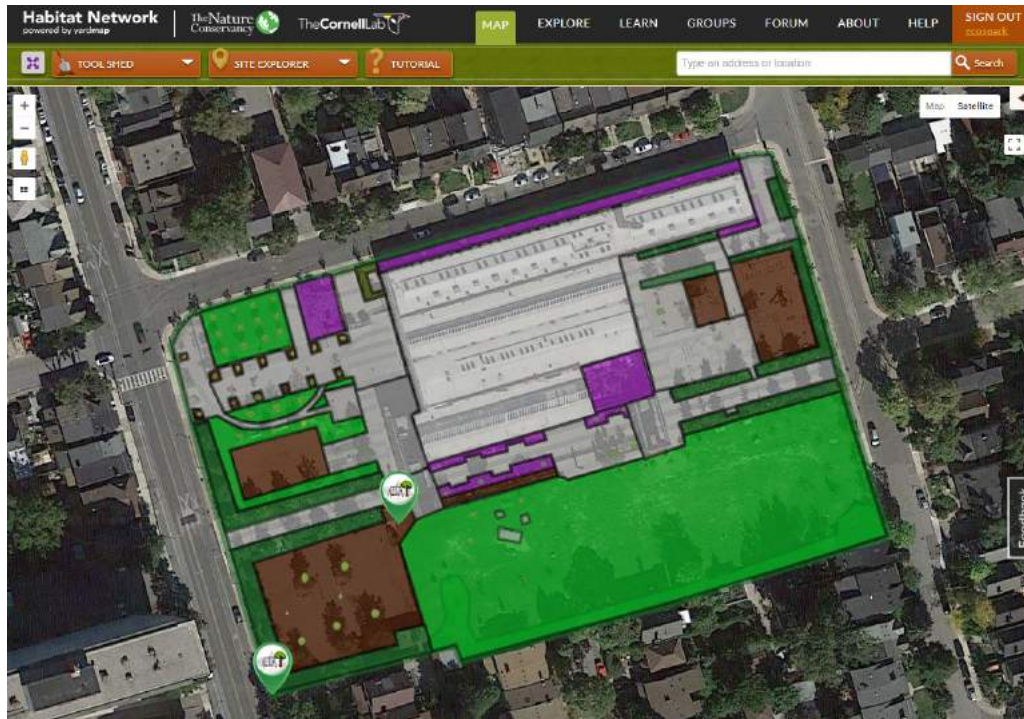 Habitat Network
powered by yardmap
The Nature
Conservancy
TheCornellLab
MAP
EXPLORE
LEARN
GROUPS
FORUM
ABOUT
HELP
SIGN OUT
TOOL SHED
SITE EXPLORER
?
TUTORIAL
Type an address or location
Search
+
−
Map
Satellite